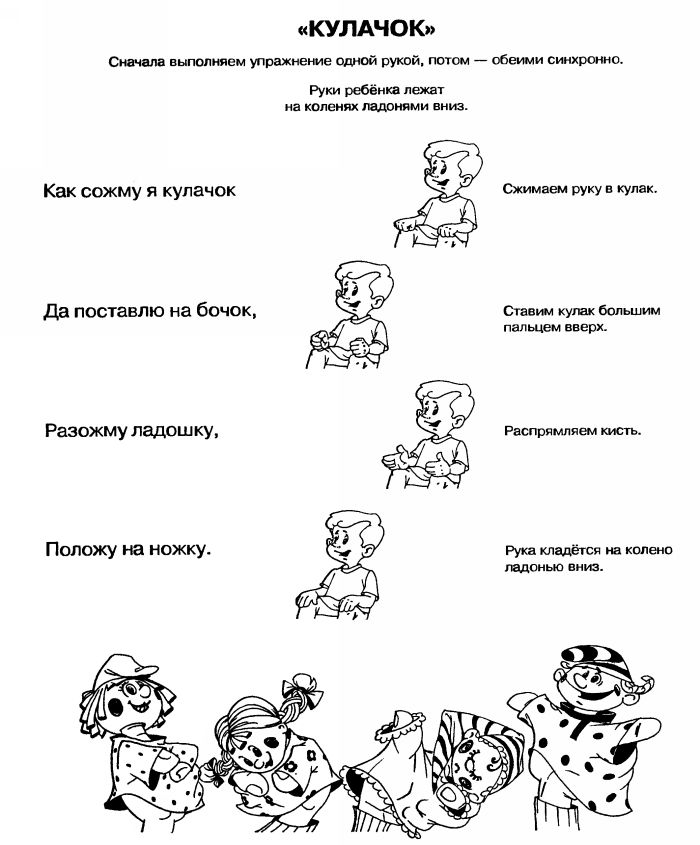 «КУЛАЧОК»
Сначала выполняем упражнение одной рукой, потом — обеими синхронно.
Руки ребёнка лежат
на коленях ладонями вниз.
Как сожму я кулачок
Сжимаем руку в кулак.
Да поставлю на бочок,
Ставим кулак большим
пальцем вверх.
Разожму ладошку,
Распрямляем кисть.
Положу на ножку.
Рука кладётся на колено
ладонью вниз.